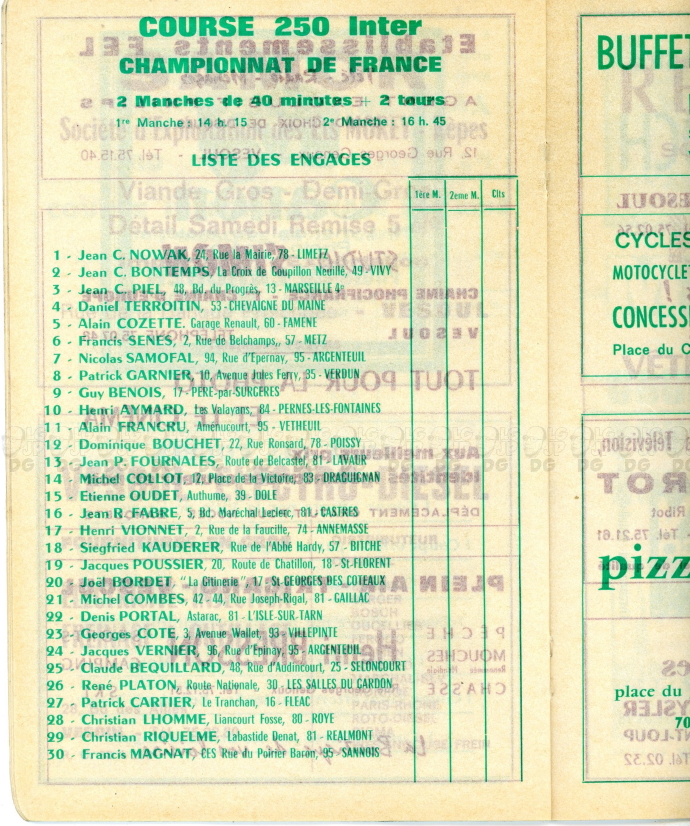 COURSE 250 Inter
CHAMPIONNAT DE FRANCE
2 Manches de 40 minutes + 2 tours
1re Manche : 14 h. 15 2e Manche : 16 h. 45
LISTE DES ENGAGES
1ère M. 2eme M. Clts
1 - Jean C. NOWAK, 24, Rue la Mairie, 78 - LIMETZ
2 - Jean C. BONTEMPS, La Croix de Goupillon Neuillé, 49 - VIVY
3 - Jean C. PIEL, 48, Bd. du Progrès, 13 - MARSEILLE 4e
4 - Daniel TERROITIN, 53 - CHEVAIGNE DU MAINE
5 - Alain COZETTE, Garage Renault, 60 - FAMENE
6 - Francis SENES, 2, Rue de Belchamps,, 57 - METZ
7 - Nicolas SAMOFAL, 94, Rue d'Epernay, 95 - ARGENTEUIL
8 - Patrick GARNIER, 10, Avenue Jules Ferry, 35 - VERDUN
9 - Guy BENOIS, 17 - PERE-par-SURGERES
10 - Henri AYMARD, Les Valayans, 84 - PERNES-LES-FONTAINES
11 - Alain FRANCRU, Amenucourt, 95 - VETHEUIL
12 - Dominique BOUCHET, 22, Rue Ronsard, 78 - POISSY
13 - Jean P. FOURNALES, Route de Belcastel, 81 - LAVAUR
14 - Michel COLLOT, 12, Place de la Victoire, 83 - DRAGUIGNAN
15 - Etienne OUDET, Authume, 39 - DOLE
16 - Jean R. FABRE, 5, Bd. Maréchal Leclerc, 81 - CASTRES
17 - Henri VIONNET, 2, Rue de la Faucille, 74 - ANNEMASSE
18 - Siegfried KAUDERER, Rue de l'Abbé Hardy, 57 - BITCHE
19 - Jacques POUSSIER, 20, Route de Chatillon, 18 - St-FLORENT
20 - Joël BORDET, "La Gitinerie", 17 - St-GEORGES DES COTEAUX
21 - Michel COMBES, 42 - 44, Rue Joseph-Rigal, 81 - GAILLAC
22 - Denis PORTAL, Astarac, 81 - L'ISLE-SUR-TARN
23 - Georges COTE, 3, Avenue Wallet, 93 - VILLEPINTE
24 - Jacques VERNIER, 96, Rue d'Epinay, 95 - ARGENTEUIL
25 - Claude BEQUILLARD, 48, Rue d'Audincourt, 25 - SELONCOURT
26 - René PLATON, Route Nationale, 30 - LES SALLES DU GARDON
27 - Patrick CARTIER, Le Tranchan, 16 - FLEAC
28 - Christian LHOMME, Liancourt Fosse, 80 - ROYE
29 - Christian RIQUELME, Labastide Denat, 81 - REALMONT
30 - Francis MAGNAT, CES Rue du Poirier Baron, 95 - SANNOIS
BUFFET
CYCLES
MOTOCYCLE
CONCESS
Place du C
pizz
place du
70